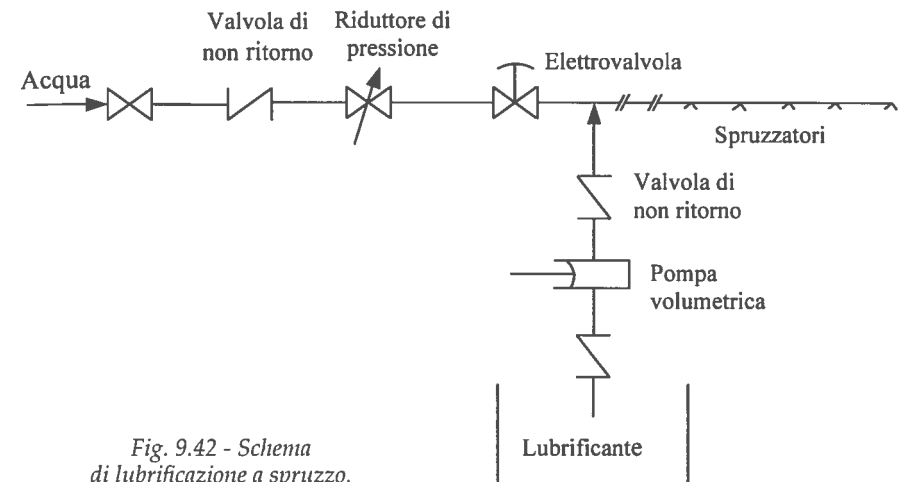 Valvola di
non ritorno
Riduttore di
pressione
Elettrovalvola
Acqua
Spruzzatori
Valvola di
non ritorno
Pompa
volumetrica
Lubrificante
Fig. 9.42 - Schema
di lubrificazione a spruzzo.